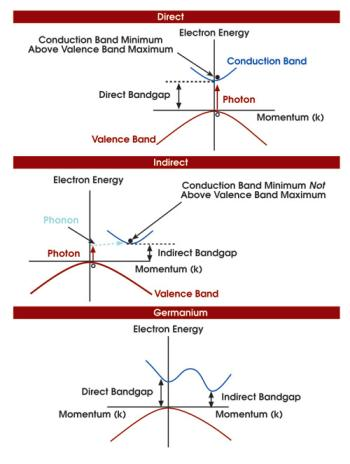 Direct
Electron Energy
Conduction Band Minimum
Above Valence Band Maximum
Conduction Band
Direct Bandgap
Photon
Momentum (k)
Valence Band
Indirect
Electron Energy
Conduction Band Minimum Not
Above Valence Band Maximum
Phonon
Photon
Indirect Bandgap
Momentum (k)
Valence Band
Germanium
Electron Energy
Direct Bandgap
Indirect Bandgap
Momentum (k)
Momentum (k)